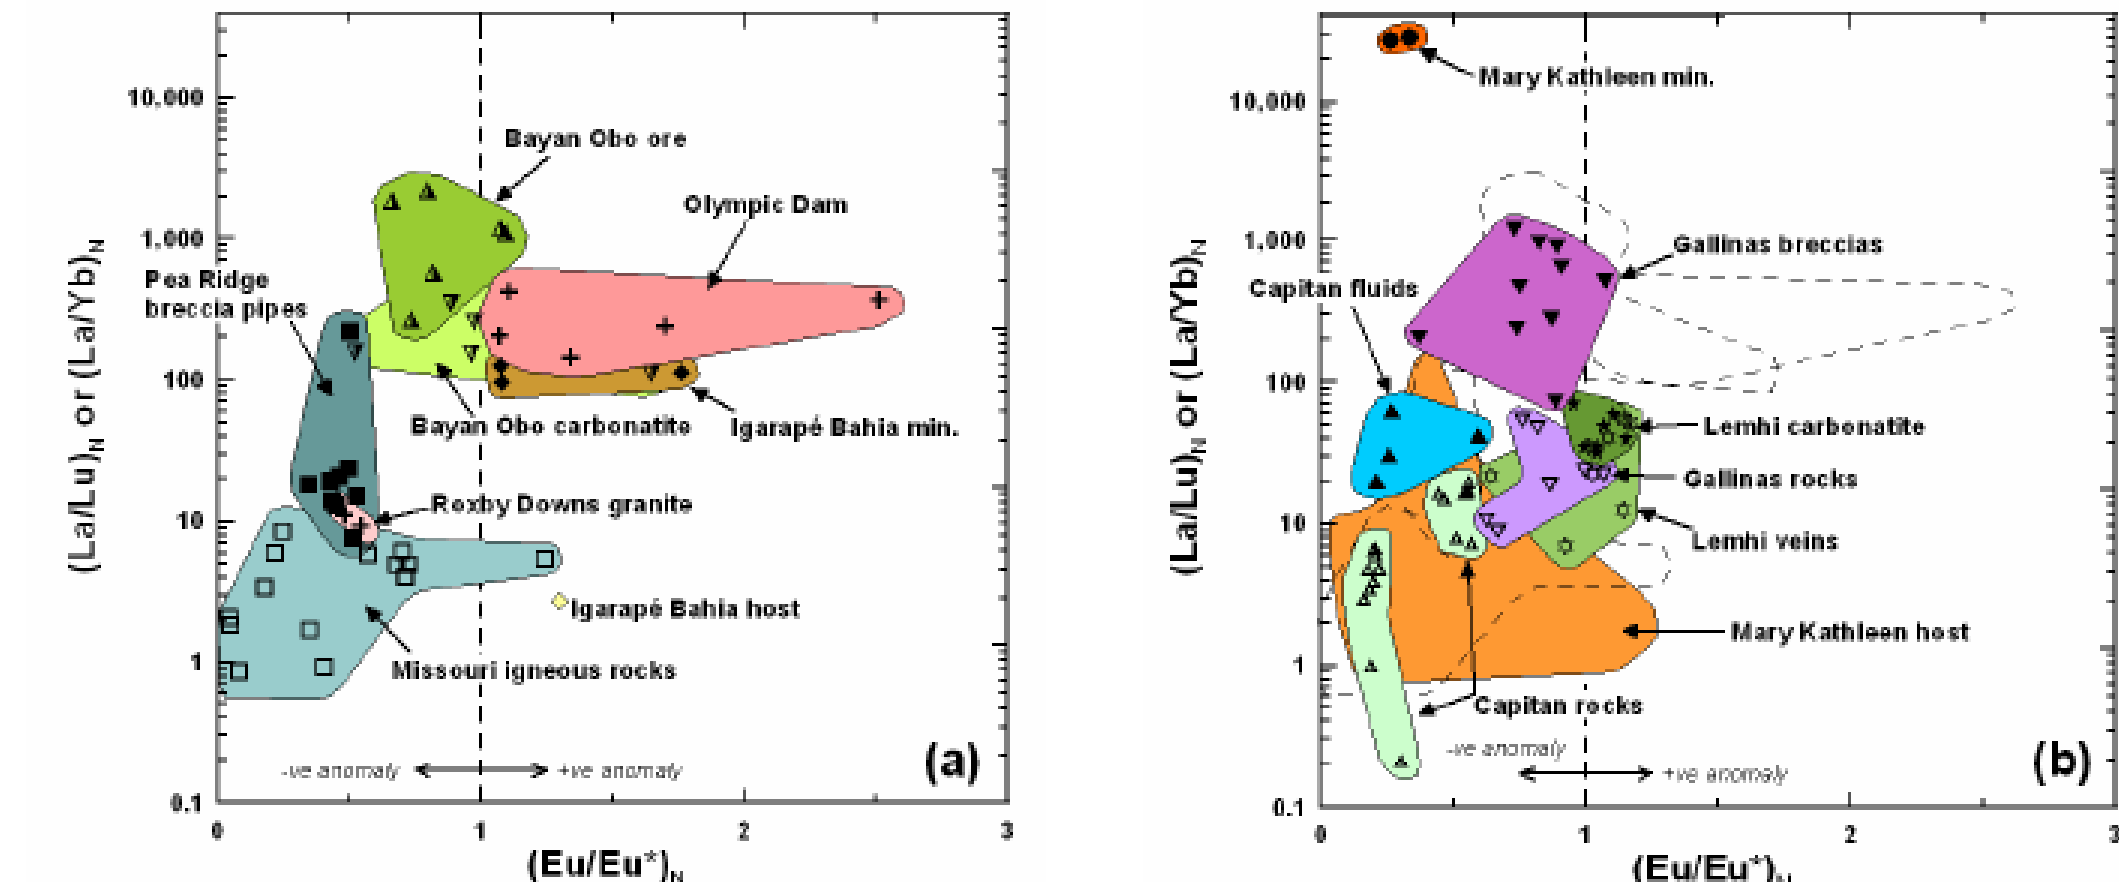 10,000
1,000
100
10
1
0.1
(La/Lu)N or (La/Yb)N
Bayan Obo ore
Olympic Dam
Pea Ridge
breccia pipes
Bayan Obo carbonatite
Igarapé Bahia min.
Roxby Downs granite
Igarapé Bahia host
Missouri igneous rocks
-ve anomaly
+ve anomaly
(a)
0
1
2
3
(Eu/Eu*)N
10,000
1,000
100
10
1
0.1
(La/Lu)N or (La/Yb)N
Mary Kathleen min.
Gallinas breccias
Capitan fluids
Lemhi carbonatite
Gallinas rocks
Lemhi veins
Mary Kathleen host
Capitan rocks
-ve anomaly
+ve anomaly
(b)
0
1
2
3
(Eu/Eu*)N